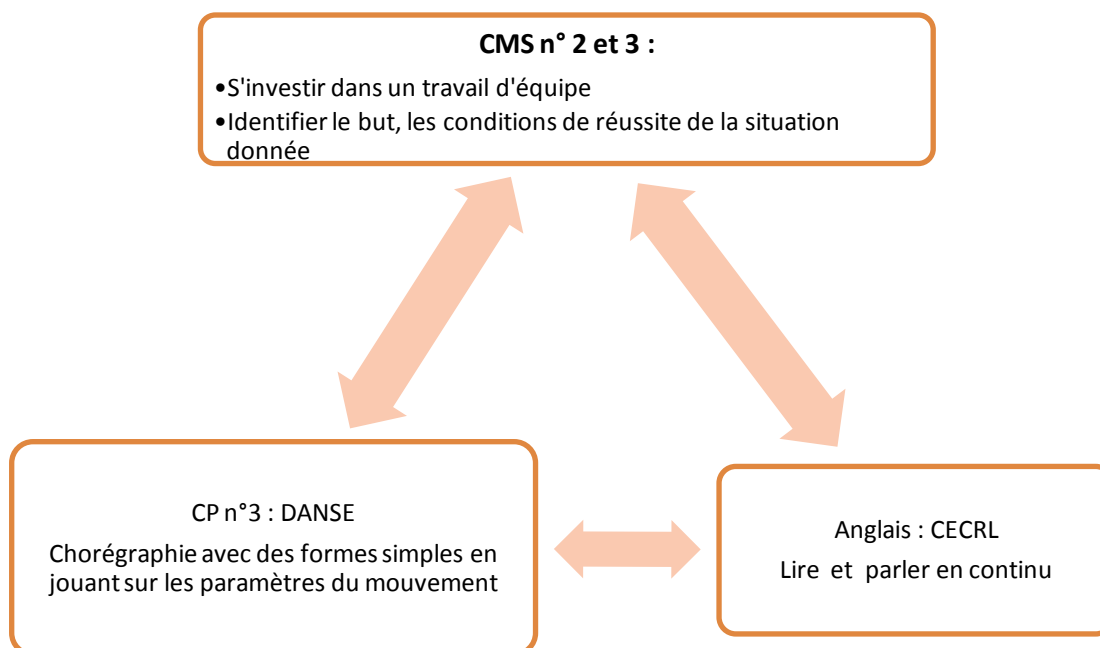 CMS n° 2 et 3 :
•S'investir dans un travail d'équipe
•Identifier le but, les conditions de réussite de la situation
donnée
CP n°3 : DANSE
Chorégraphie avec des formes simples en
jouant sur les paramètres du mouvement
Anglais : CECRL
Lire et parler en continu